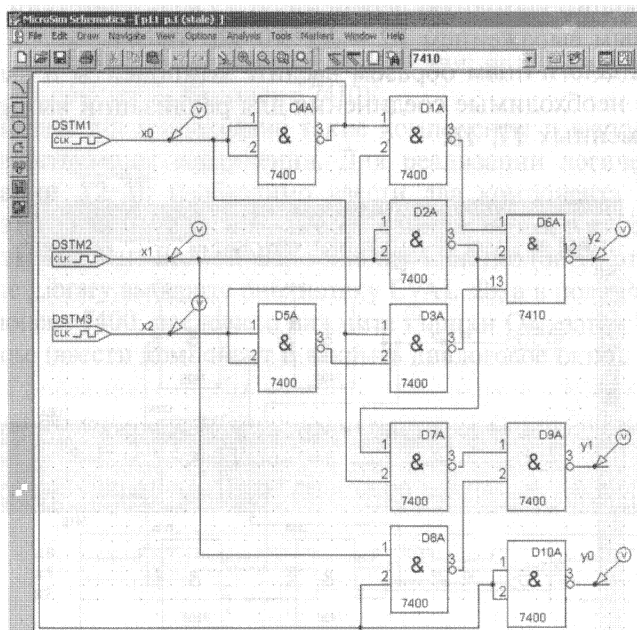 MicroSim Schematics - [ p11 p.1 (stale) ]
File Edit Draw Navigate View Options Analysis Tools Markers Window Help
7410
DSTM1
CLK
x0
V
1
2
D4A
&
3
7400
1
2
D1A
&
3
7400
DSTM2
CLK
x1
V
1
2
D2A
&
3
7400
1
2
13
D6A
&
12
7410
y2
V
DSTM3
CLK
x2
V
1
2
D5A
&
3
7400
1
2
D3A
&
3
7400
1
2
D7A
&
3
7400
1
2
D9A
&
3
7400
y1
V
1
2
D8A
&
3
7400
1
2
D10A
&
3
7400
y0
V